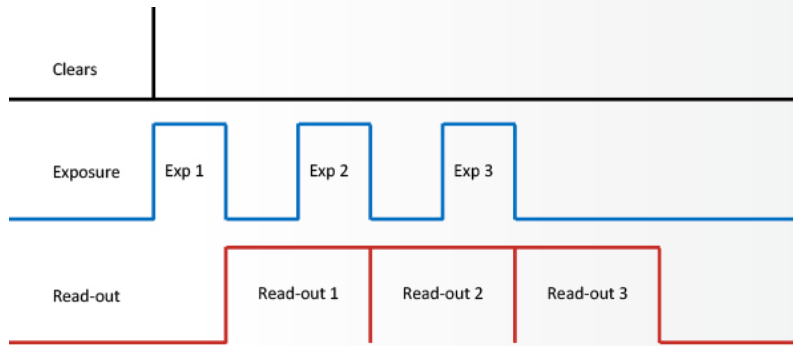 Clears
Exposure
Exp 1
Exp 2
Exp 3
Read-out
Read-out 1
Read-out 2
Read-out 3